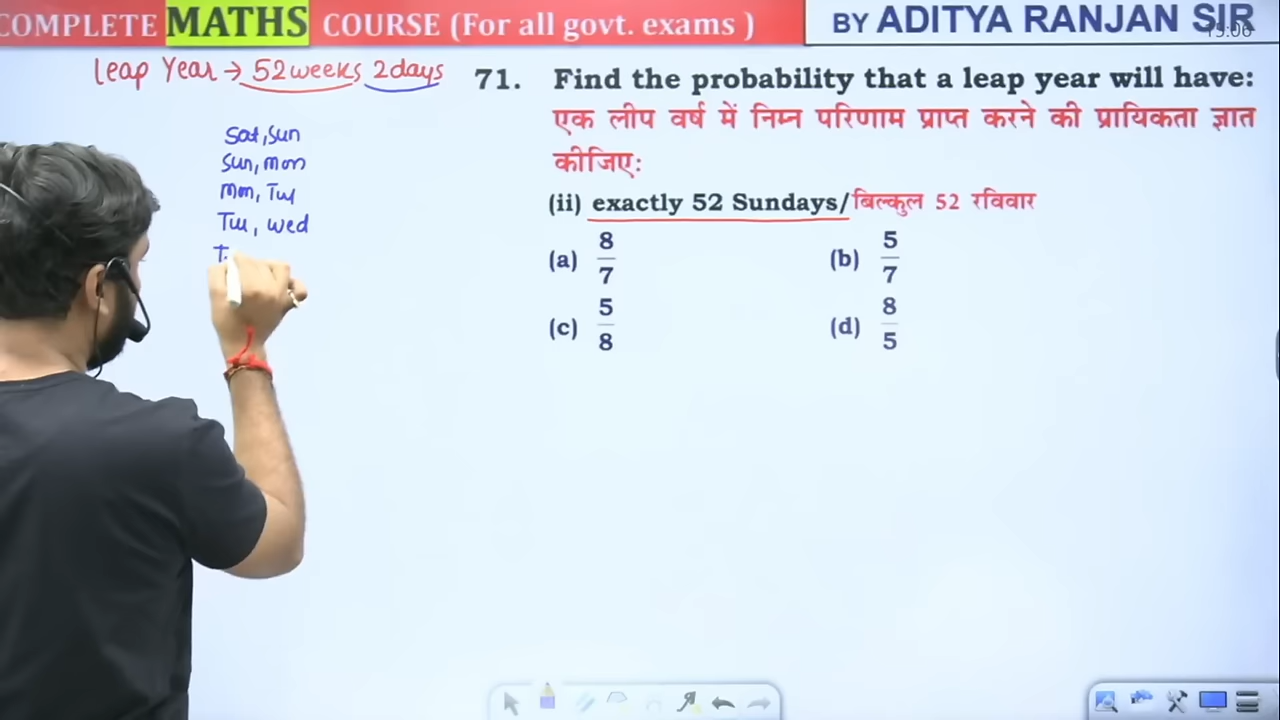 COMPLETE MATHS COURSE (For all govt. exams )
BY ADITYA RANJAN SIR
Leap Year → 52 weeks 2 days
Sat, Sun
Sun, Mon
Mon, Tue
Tue, Wed
71. Find the probability that a leap year will have:
एक लीप वर्ष में निम्न परिणाम प्राप्त करने की प्रायिकता ज्ञात
कीजिए:
(ii) exactly 52 Sundays/बिल्कुल 52 रविवार
(a) 8/7 (b) 5/7
(c) 5/8 (d) 8/5